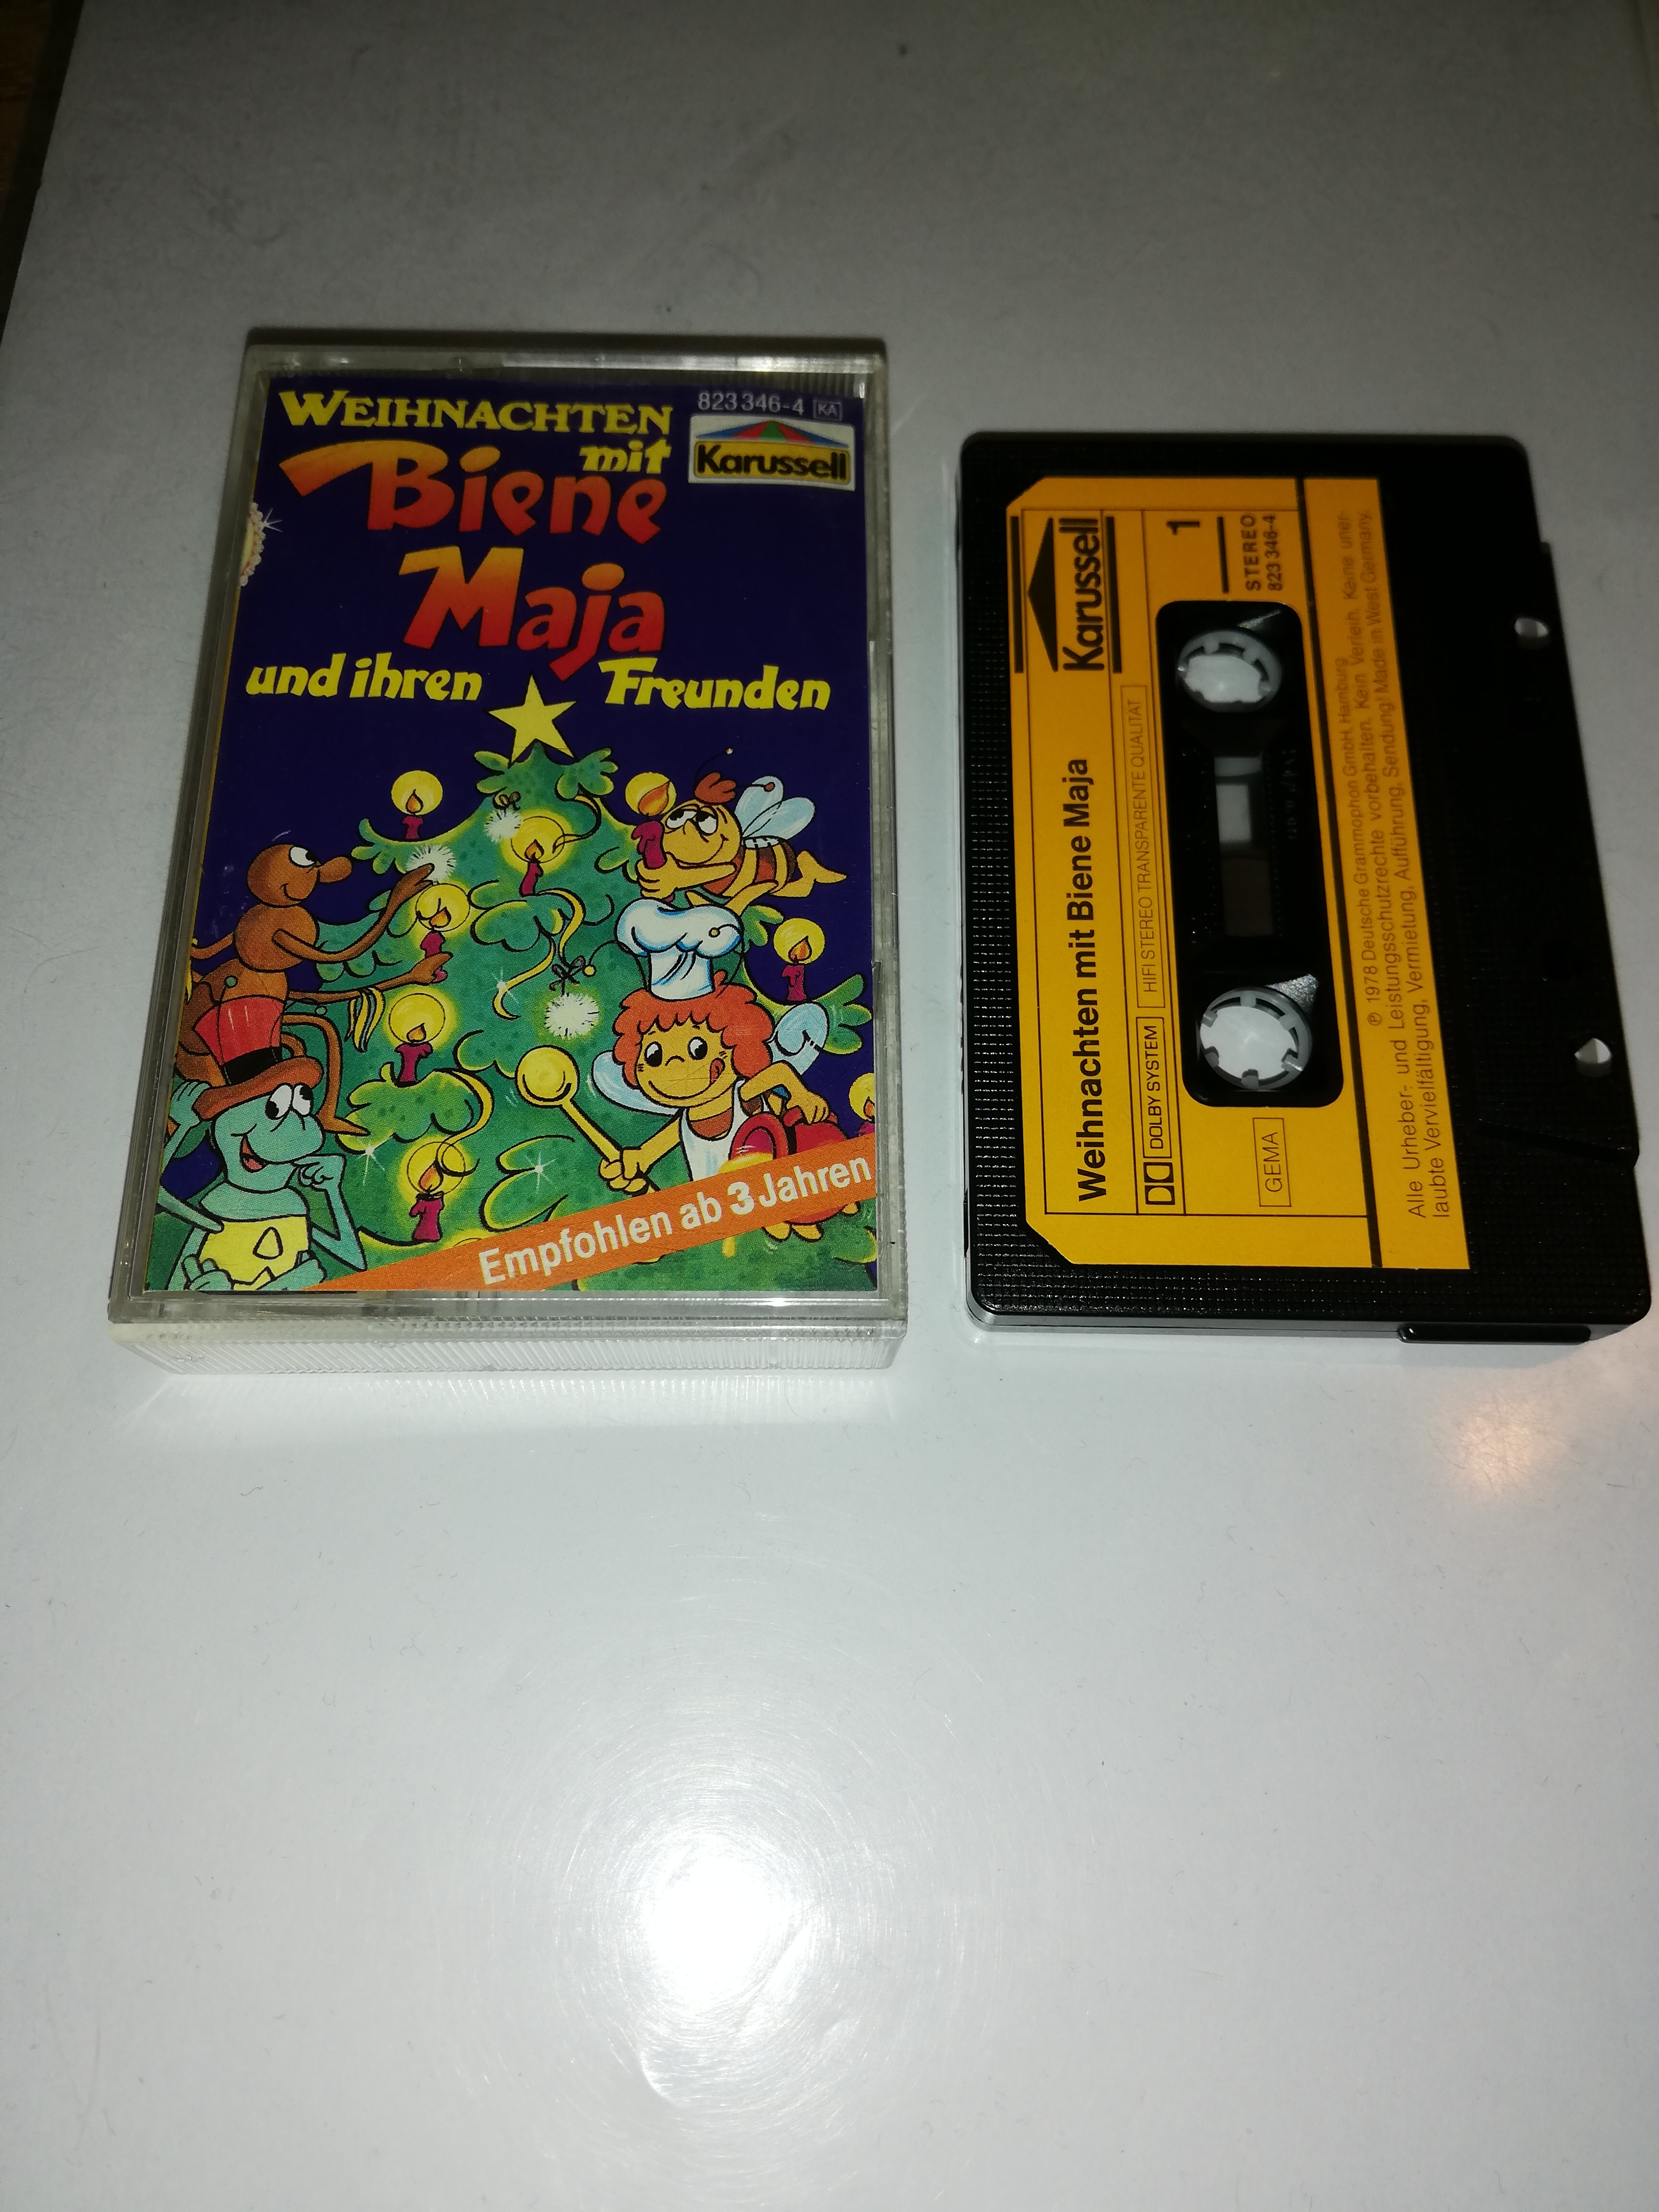 WEIHNACHTEN
mit
Biene
Maja
und ihren Freunden
823 346-4 KA
Karussell
Empfohlen ab 3 Jahren
Karussell
Weihnachten mit Biene Maja
DOLBY SYSTEM HIFI STEREO TRANSPARENTE QUALITÄT
1
STEREO
823 346-4
GEMA
℗ 1978 Deutsche Grammophon GmbH, Hamburg
Alle Urheber- und Leistungsschutzrechte vorbehalten. Kein Verleih. Keine uner-
laubte Vervielfältigung, Vermietung, Aufführung, Sendung! Made in West Germany.